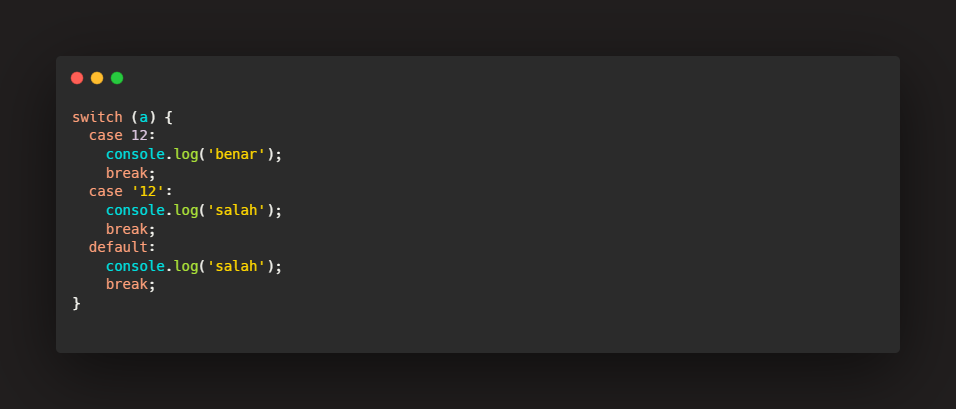 switch (a) {
  case 12:
    console.log('benar');
    break;
  case '12':
    console.log('salah');
    break;
  default:
    console.log('salah');
    break;
}